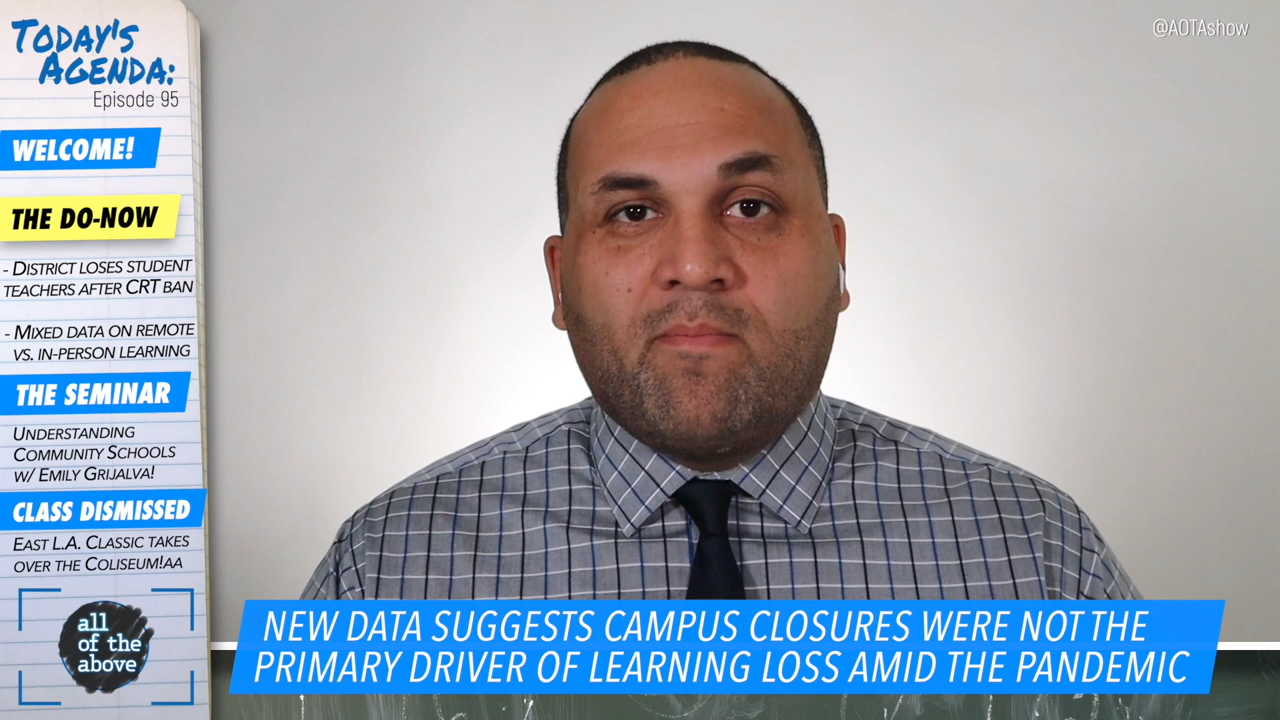 Today's
Agenda:
Episode 95
WELCOME!
THE DO-NOW
- DISTRICT LOSES STUDENT
TEACHERS AFTER CRT BAN
- MIXED DATA ON REMOTE
VS. IN-PERSON LEARNING
THE SEMINAR
UNDERSTANDING
COMMUNITY SCHOOLS
W/ EMILY GRIJALVA!
CLASS DISMISSED
EAST L.A. CLASSIC TAKES
OVER THE COLISEUM!AA
all
of the
above
@AOTAshow
NEW DATA SUGGESTS CAMPUS CLOSURES WERE NOT THE
PRIMARY DRIVER OF LEARNING LOSS AMID THE PANDEMIC